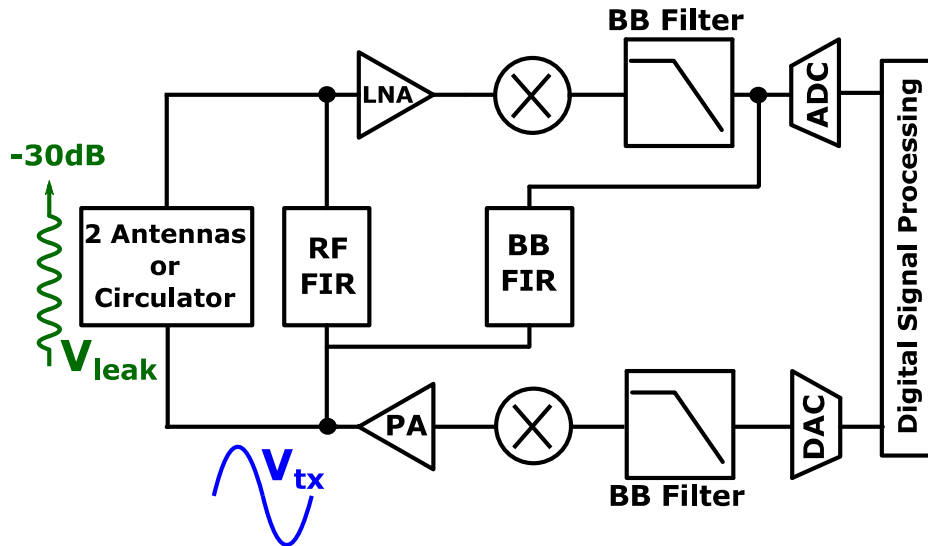 BB Filter
LNA
ADC
-30dB
2 Antennas
or
Circulator
RF
FIR
BB
FIR
Digital Signal Processing
Vleak
PA
DAC
Vtx
BB Filter